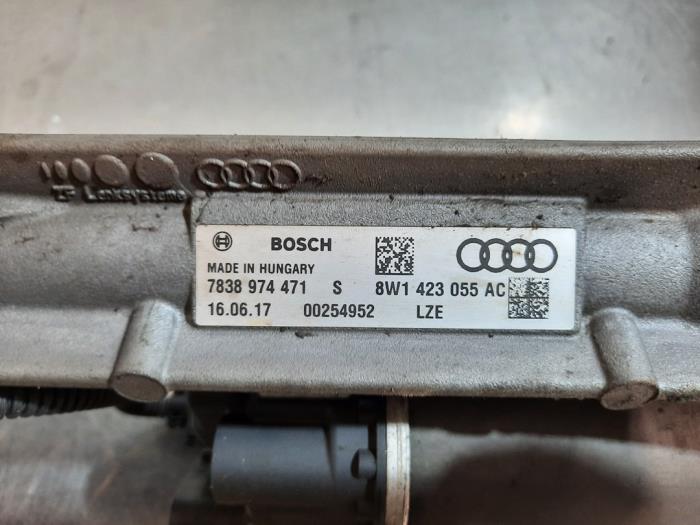 ZF Lenksysteme
BOSCH
MADE IN HUNGARY
7838 974 471 S 8W1 423 055 AC
16.06.17 00254952 LZE